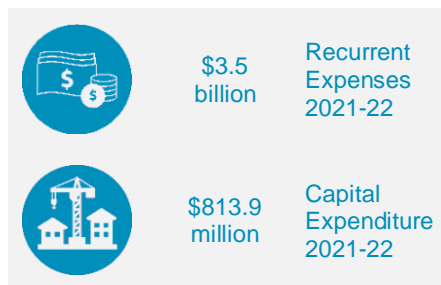 $
$
$3.5
billion
Recurrent
Expenses
2021-22
$813.9
million
Capital
Expenditure
2021-22